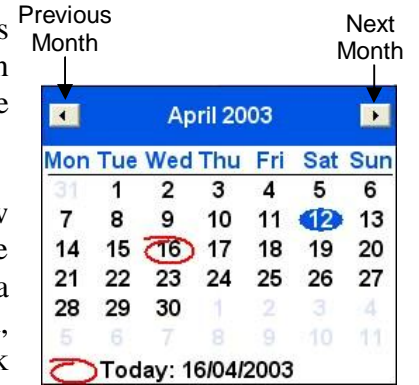 Previous
Month
Next
Month
April 2003
Mon Tue Wed Thu Fri Sat Sun
31 1 2 3 4 5 6
7 8 9 10 11 12 13
14 15 16 17 18 19 20
21 22 23 24 25 26 27
28 29 30 1 2 3 4
5 6 7 8 9 10 11
Today: 16/04/2003